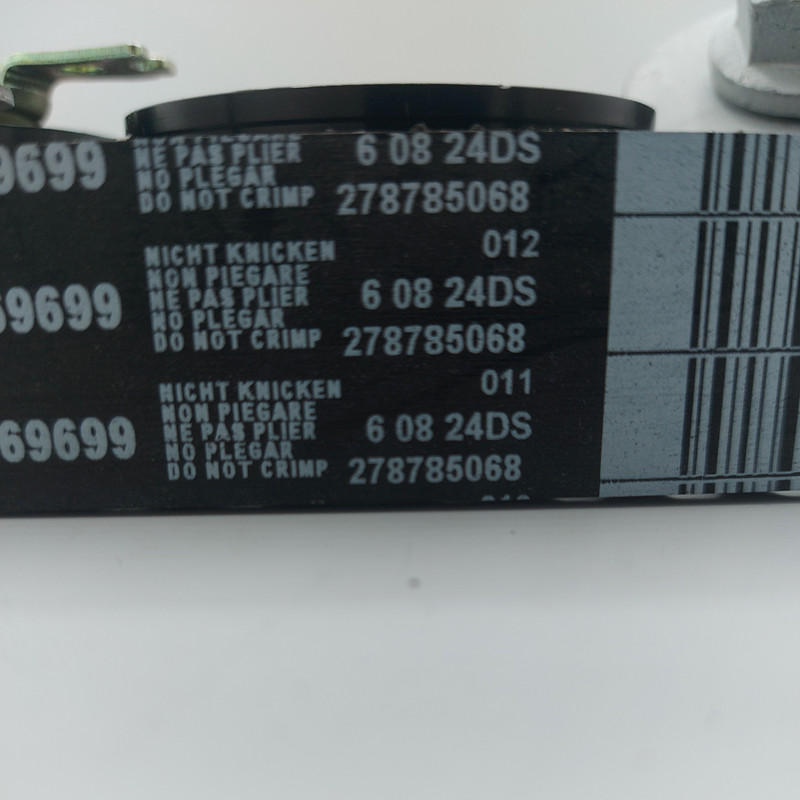 9699
NE PAS PLIER
NO PLEGAR
DO NOT CRIMP
6 08 24DS
278785068
69699
NICHT KNICKEN
NON PIEGARE
NE PAS PLIER
NO PLEGAR
DO NOT CRIMP
012
6 08 24DS
278785068
69699
NICHT KNICKEN
NON PIEGARE
NE PAS PLIER
NO PLEGAR
DO NOT CRIMP
011
6 08 24DS
278785068